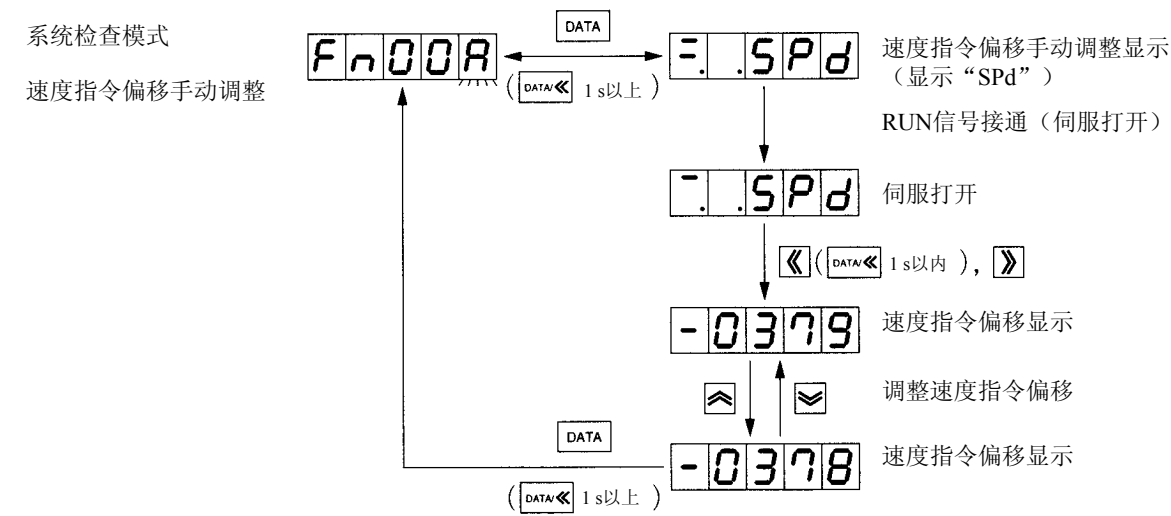 系统检查模式
速度指令偏移手动调整
Fn00A
DATA
(DATA/≪ 1 s以上)
=. .SPd
速度指令偏移手动调整显示
（显示“SPd”）
RUN信号接通（伺服打开）
-. .SPd
伺服打开
≪(DATA/≪ 1 s以内), ≫
-0379
速度指令偏移显示
调整速度指令偏移
DATA
(DATA/≪ 1 s以上)
-0378
速度指令偏移显示